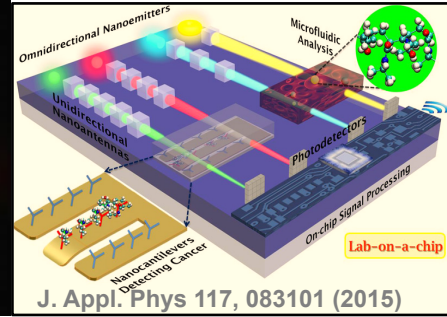 Omnidirectional Nanoemitters
Microfluidic
Analysis
Unidirectional
Nanoantennas
Photodetectors
On-chip Signal Processing
Nanocantilevers
Detecting Cancer
Lab-on-a-chip
J. Appl. Phys 117, 083101 (2015)